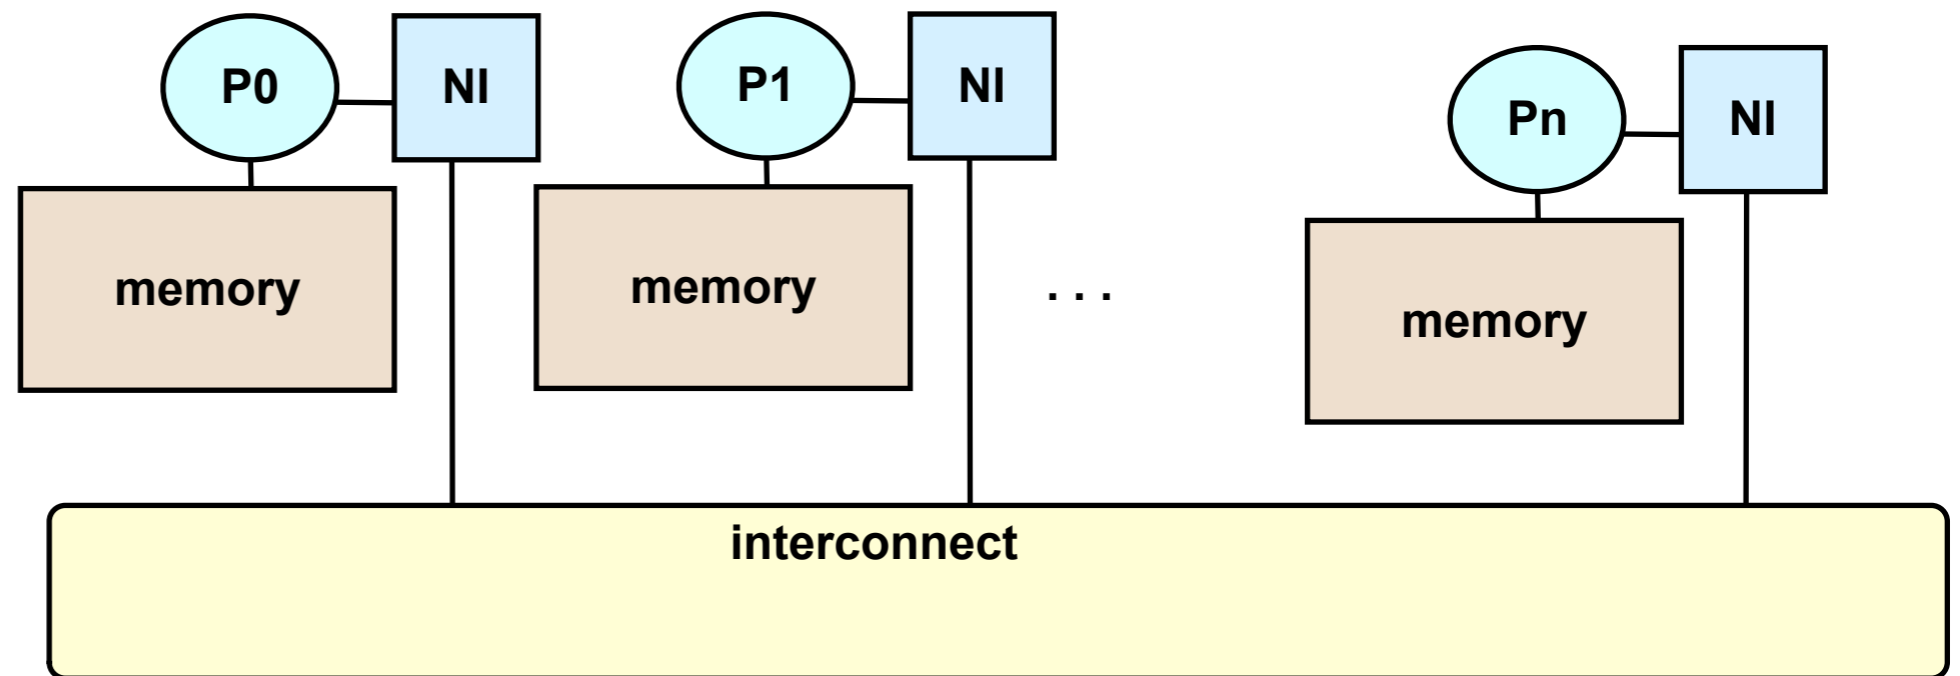 P0
NI
P1
NI
Pn
NI
memory
memory
. . .
memory
interconnect